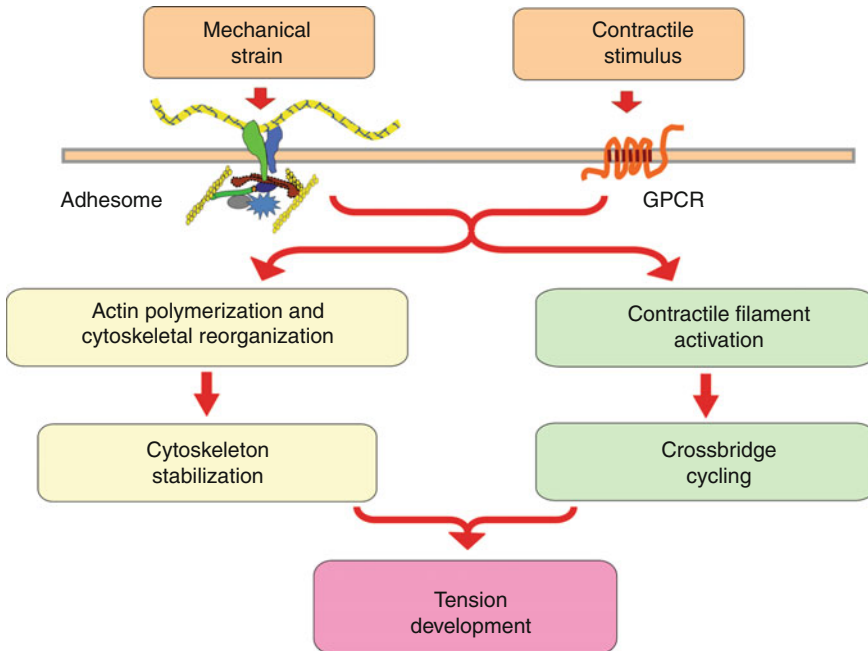 Mechanical
strain
Contractile
stimulus
Adhesome
GPCR
Actin polymerization and
cytoskeletal reorganization
Contractile filament
activation
Cytoskeleton
stabilization
Crossbridge
cycling
Tension
development